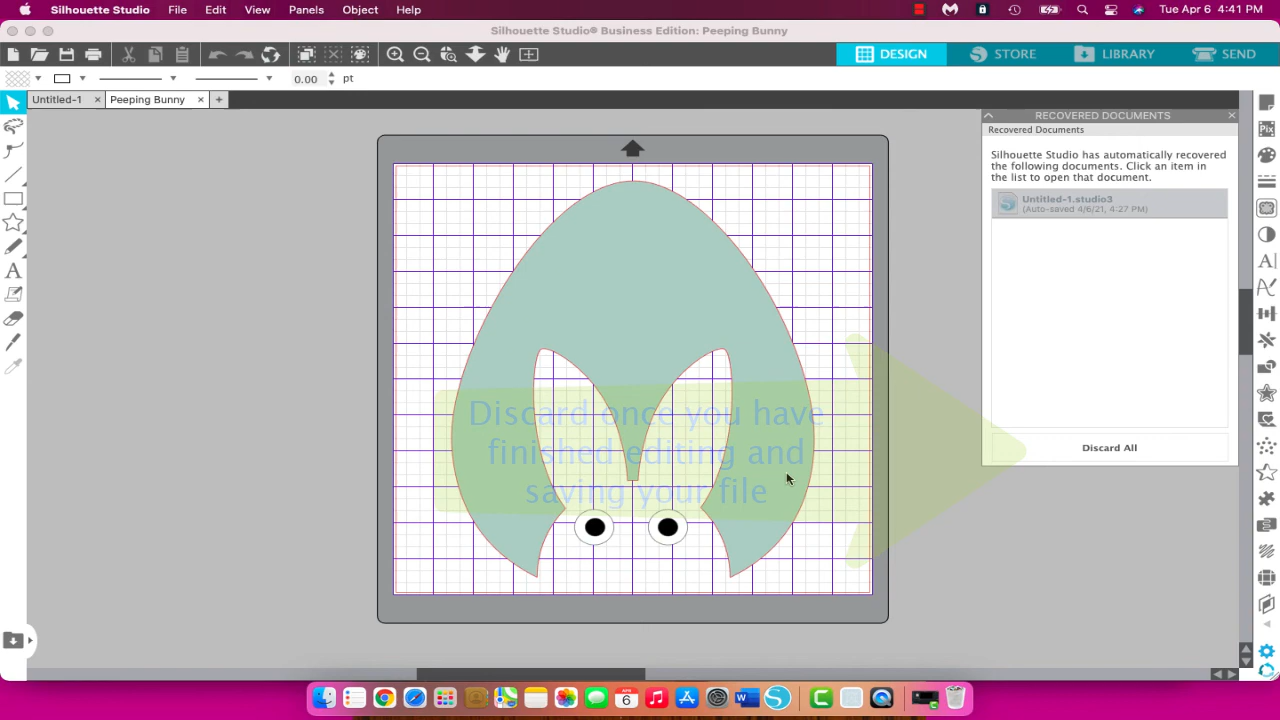 Silhouette Studio File Edit View Panels Object Help Tue Apr 6 4:41 PM
Silhouette Studio® Business Edition: Peeping Bunny
DESIGN STORE LIBRARY SEND
0.00 pt
Untitled-1 Peeping Bunny
RECOVERED DOCUMENTS
Recovered Documents
Silhouette Studio has automatically recovered
the following documents. Click an item in
the list to open that document.
Untitled-1.studio3
(Auto-saved 4/6/21, 4:27 PM)
Discard All
Discard once you have
finished editing and
saving your file
Pix
APR
6